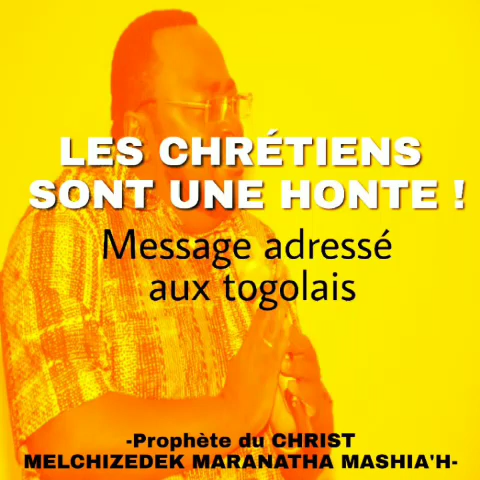 LES CHRÉTIENS
SONT UNE HONTE !
Message adressé
aux togolais
-Prophète du CHRIST
MELCHIZEDEK MARANATHA MASHIA'H-